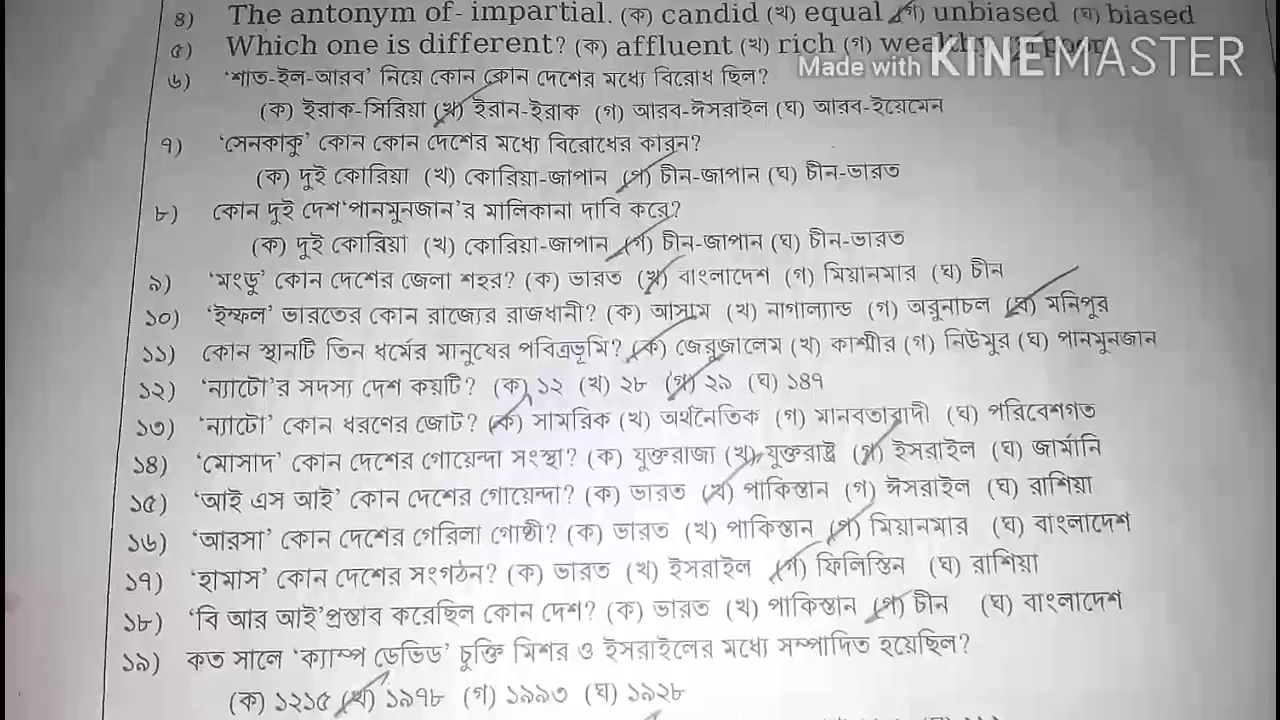 ৪) The antonym of- impartial. (ক) candid (খ) equal (গ) unbiased (ঘ) biased
৫) Which one is different? (ক) affluent (খ) rich (গ)
Made with KINEMASTER
৬) ‘শাত-ইল-আরব’ নিয়ে কোন কোন দেশের মধ্যে বিরোধ ছিল?
(ক) ইরাক-সিরিয়া (খ) ইরান-ইরাক (গ) আরব-ঈসরাইল (ঘ) আরব-ইয়েমেন
৭) ‘সেনকাকু’ কোন কোন দেশের মধ্যে বিরোধের কারন?
(ক) দুই কোরিয়া (খ) কোরিয়া-জাপান (গ) চীন-জাপান (ঘ) চীন-ভারত
৮) কোন দুই দেশ‘পানমুনজান’র মালিকানা দাবি করে?
(ক) দুই কোরিয়া (খ) কোরিয়া-জাপান (গ) চীন-জাপান (ঘ) চীন-ভারত
৯) ‘মংডু’ কোন দেশের জেলা শহর? (ক) ভারত (খ) বাংলাদেশ (গ) মিয়ানমার (ঘ) চীন
১০) ‘ইম্ফল’ ভারতের কোন রাজ্যের রাজধানী? (ক) আসাম (খ) নাগাল্যান্ড (গ) অরুনাচল (ঘ) মনিপুর
১১) কোন স্থানটি তিন ধর্মের মানুষের পবিত্রভূমি? (ক) জেরুজালেম (খ) কাশ্মীর (গ) নিউমুর (ঘ) পানমুনজান
১২) ‘ন্যাটো’র সদস্য দেশ কয়টি? (ক) ১২ (খ) ২৮ (গ) ২৯ (ঘ) ১৪৭
১৩) ‘ন্যাটো’ কোন ধরণের জোট? (ক) সামরিক (খ) অর্থনৈতিক (গ) মানবতাবাদী (ঘ) পরিবেশগত
১৪) ‘মোসাদ’ কোন দেশের গোয়েন্দা সংস্থা? (ক) যুক্তরাজ্য (খ) যুক্তরাষ্ট্র (গ) ইসরাইল (ঘ) জার্মানি
১৫) ‘আই এস আই’ কোন দেশের গোয়েন্দা? (ক) ভারত (খ) পাকিস্তান (গ) ঈসরাইল (ঘ) রাশিয়া
১৬) ‘আরসা’ কোন দেশের গেরিলা গোষ্ঠী? (ক) ভারত (খ) পাকিস্তান (গ) মিয়ানমার (ঘ) বাংলাদেশ
১৭) ‘হামাস’ কোন দেশের সংগঠন? (ক) ভারত (খ) ইসরাইল (গ) ফিলিস্তিন (ঘ) রাশিয়া
১৮) ‘বি আর আই’প্রস্তাব করেছিল কোন দেশ? (ক) ভারত (খ) পাকিস্তান (গ) চীন (ঘ) বাংলাদেশ
১৯) কত সালে ‘ক্যাম্প ডেভিড’ চুক্তি মিশর ও ইসরাইলের মধ্যে সম্পাদিত হয়েছিল?
(ক) ১২১৫ (খ) ১৯৭৮ (গ) ১৯৯৩ (ঘ) ১৯২৮